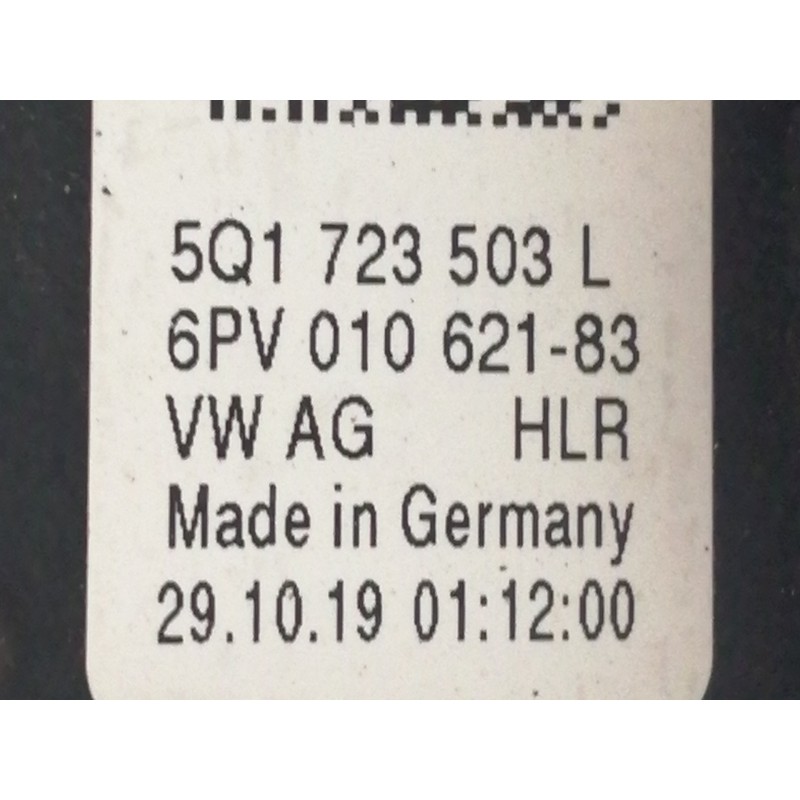 5Q1 723 503 L
6PV 010 621-83
VW AG HLR
Made in Germany
29.10.19 01:12:00